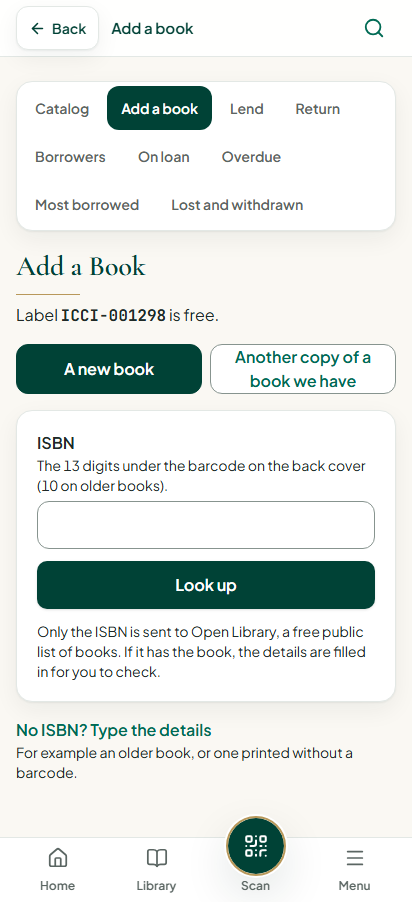 Back
Add a book
Catalog
Add a book
Lend
Return
Borrowers
On loan
Overdue
Most borrowed
Lost and withdrawn
Add a Book
Label ICCI-001298 is free.
A new book
Another copy of a
book we have
ISBN
The 13 digits under the barcode on the back cover
(10 on older books).
Look up
Only the ISBN is sent to Open Library, a free public
list of books. If it has the book, the details are filled
in for you to check.
No ISBN? Type the details
For example an older book, or one printed without a
barcode.
Home
Library
Scan
Menu